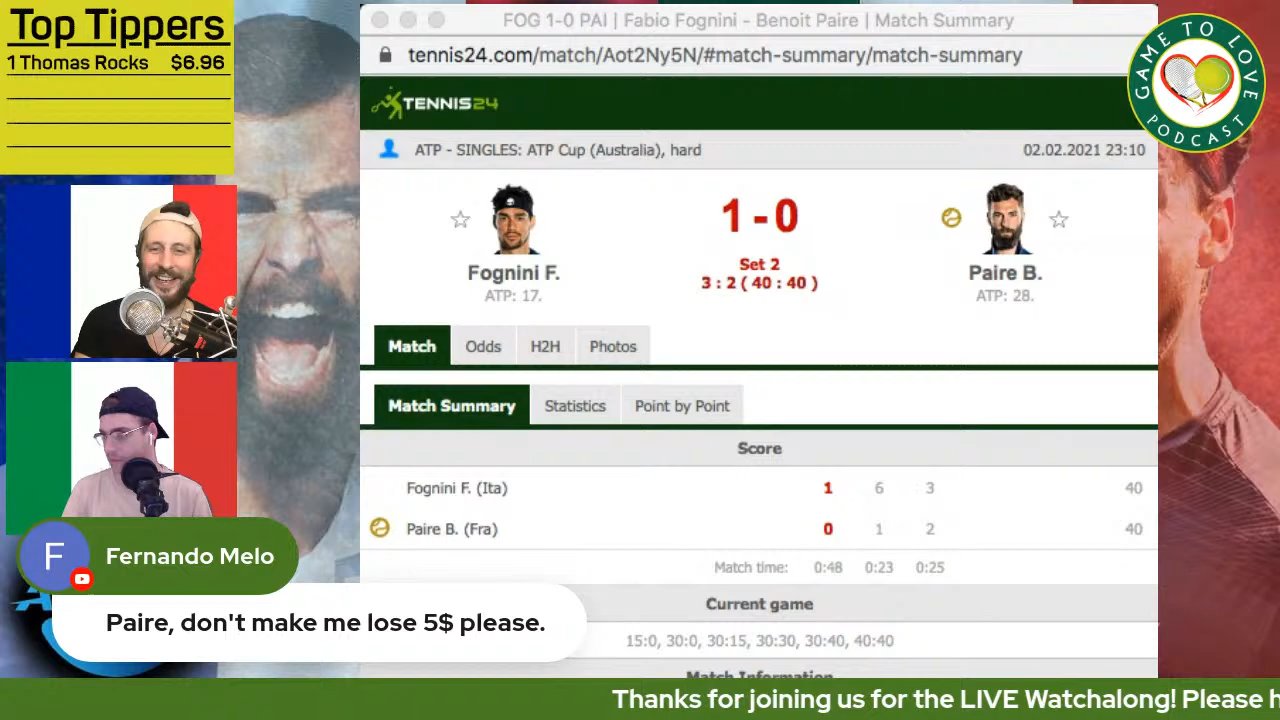 Top Tippers
1 Thomas Rocks $6.96
FOG 1-0 PAI | Fabio Fognini - Benoit Paire | Match Summary
tennis24.com/match/Aot2Ny5N/#match-summary/match-summary
GAME TO LOVE
PODCAST
TENNIS24
ATP - SINGLES: ATP Cup (Australia), hard 02.02.2021 23:10
1 - 0
Set 2
3 : 2 ( 40 : 40 )
Fognini F.
ATP: 17.
Paire B.
ATP: 28.
Match Odds H2H Photos
Match Summary Statistics Point by Point
Score
Fognini F. (Ita) 1 6 3 40
Paire B. (Fra) 0 1 2 40
Match time: 0:48 0:23 0:25
Current game
15:0, 30:0, 30:15, 30:30, 30:40, 40:40
Match Information
F
Fernando Melo
Paire, don't make me lose 5$ please.
Thanks for joining us for the LIVE Watchalong! Please h